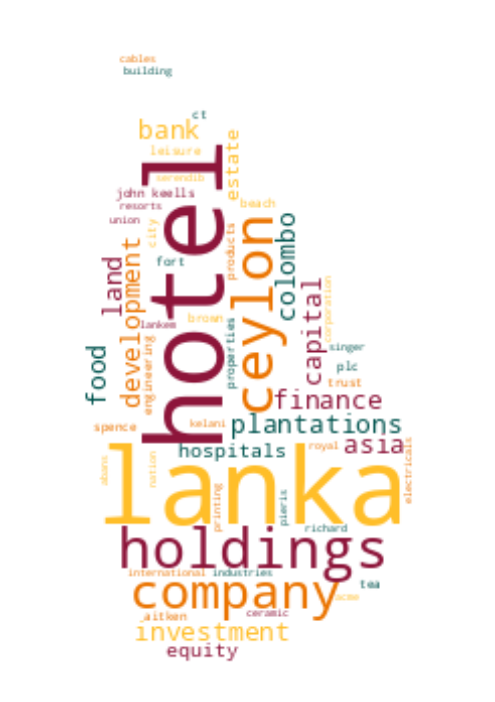 cables
building
ct
bank
leisure
estate
serendib
hotel
john keells
resorts
beach
union
city
colombo
ceylon
products
fort
land
development
capital
corporation
lankem
brown
properties
engineering
singer
food
plc
trust
finance
spence
kelani
plantations
hospitals
royal
asia
electricals
abans
nation
lanka
printing
pieris
richard
holdings
international
industries
tea
company
acme
aitken
ceramic
investment
equity